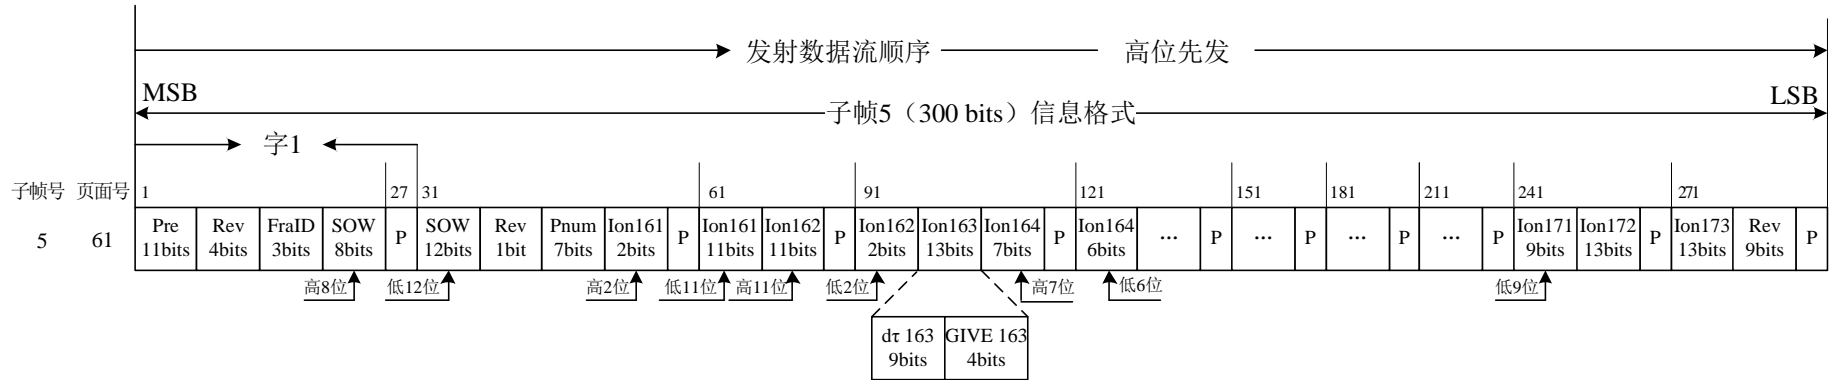 发射数据流顺序 高位先发
MSB LSB
子帧5（300 bits）信息格式
字1
子帧号 页面号 1 27 31 61 91 121 151 181 211 241 271
Pre Rev FraID SOW P SOW Rev Pnum Ion161 P Ion161 Ion162 P Ion162 Ion163 Ion164 P Ion164 ... P ... P ... P ... P Ion171 Ion172 P Ion173 Rev P
5 61 11bits 4bits 3bits 8bits 12bits 1bit 7bits 2bits 11bits 11bits 2bits 13bits 7bits 6bits 9bits 13bits 13bits 9bits
高8位 低12位 高2位 低11位 高11位 低2位 高7位 低6位 低9位
dτ 163 GIVE 163
9bits 4bits